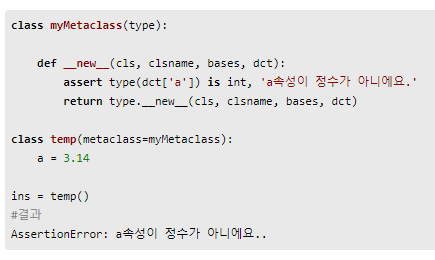 class myMetaclass(type):
    def __new__(cls, clsname, bases, dct):
        assert type(dct['a']) is int, 'a속성이 정수가 아니에요.'
        return type.__new__(cls, clsname, bases, dct)
class temp(metaclass=myMetaclass):
    a = 3.14
ins = temp()
#결과
AssertionError: a속성이 정수가 아니에요..